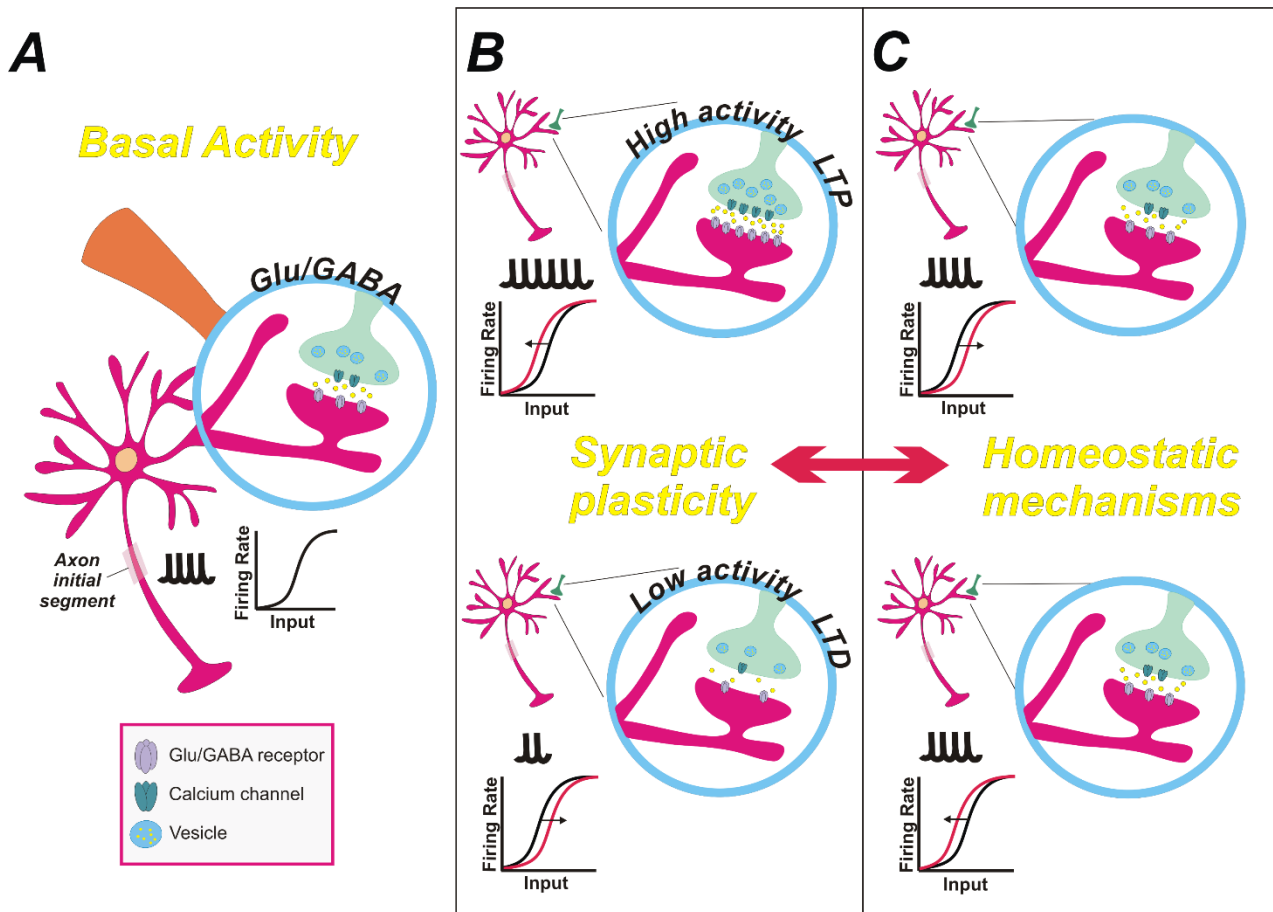 A
Basal Activity
Glu/GABA
Axon
initial
segment
Firing Rate
Input
Glu/GABA receptor
Calcium channel
Vesicle
B
High activity
LTP
Firing Rate
Input
Synaptic
plasticity
Low activity
LTD
Firing Rate
Input
C
Firing Rate
Input
Homeostatic
mechanisms
Firing Rate
Input